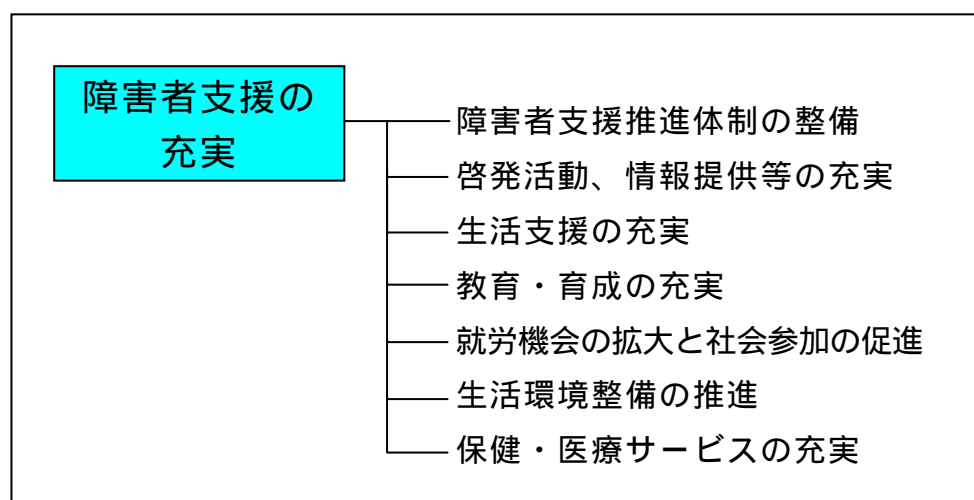 障害者支援の
充実
障害者支援推進体制の整備
啓発活動、情報提供等の充実
生活支援の充実
教育・育成の充実
就労機会の拡大と社会参加の促進
生活環境整備の推進
保健・医療サービスの充実